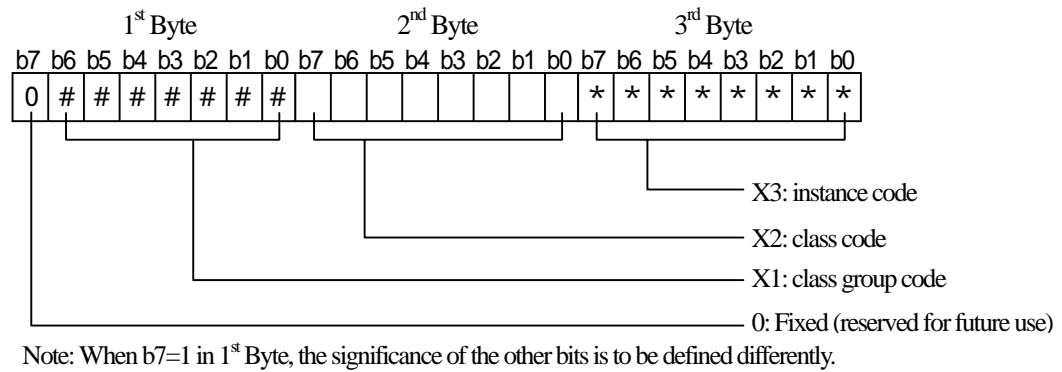 1st Byte 2nd Byte 3rd Byte
b7 b6 b5 b4 b3 b2 b1 b0 b7 b6 b5 b4 b3 b2 b1 b0 b7 b6 b5 b4 b3 b2 b1 b0
0 # # # # # # # * * * * * * * *
X3: instance code
X2: class code
X1: class group code
0: Fixed (reserved for future use)
Note: When b7=1 in 1st Byte, the significance of the other bits is to be defined differently.